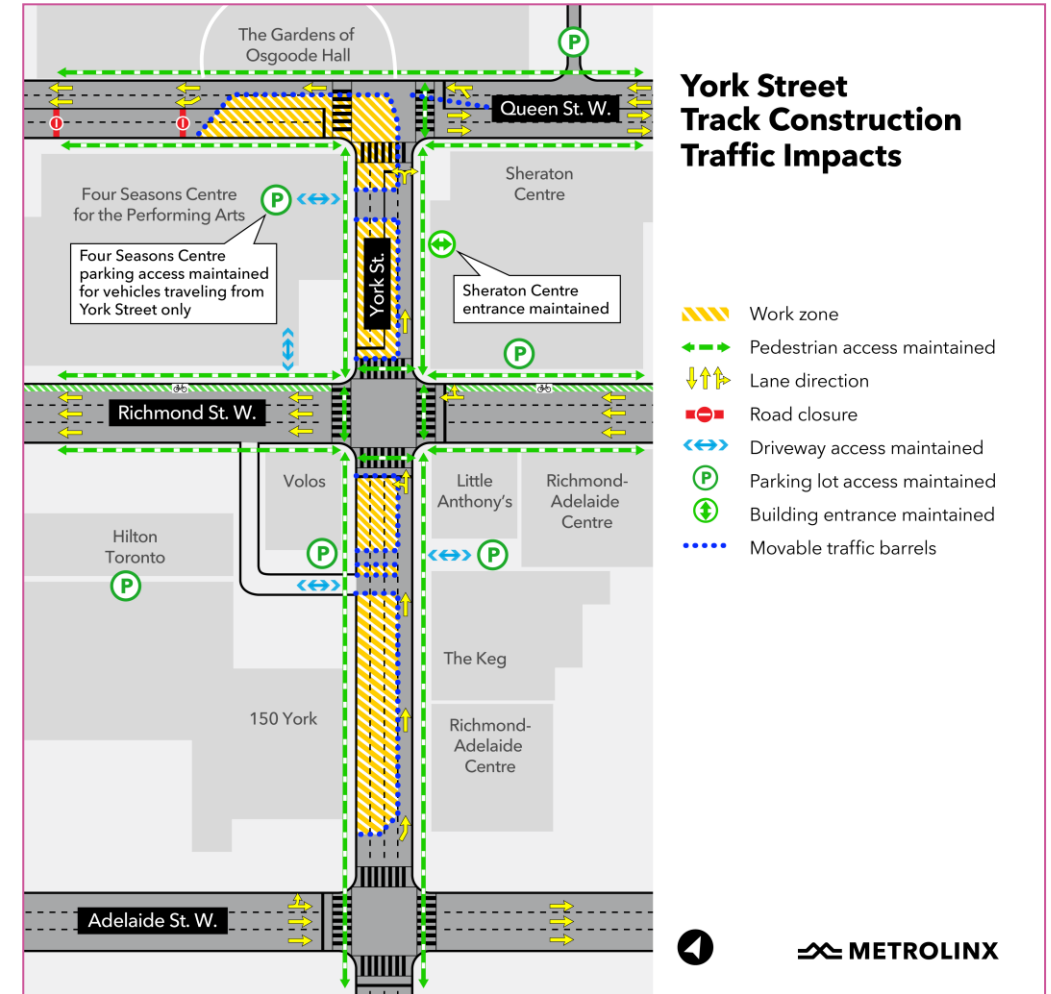 The Gardens of
Osgoode Hall
P
Queen St. W.
York Street
Track Construction
Traffic Impacts
Four Seasons Centre
for the Performing Arts
P
Sheraton
Centre
Four Seasons Centre
parking access maintained
for vehicles traveling from
York Street only
York St.
Sheraton Centre
entrance maintained
P
Work zone
Pedestrian access maintained
Lane direction
Road closure
Driveway access maintained
P
Parking lot access maintained
Building entrance maintained
Movable traffic barrels
Richmond St. W.
Volos
Little
Anthony's
Richmond-
Adelaide
Centre
Hilton
Toronto
P
P
P
The Keg
150 York
Richmond-
Adelaide
Centre
Adelaide St. W.
METROLINX